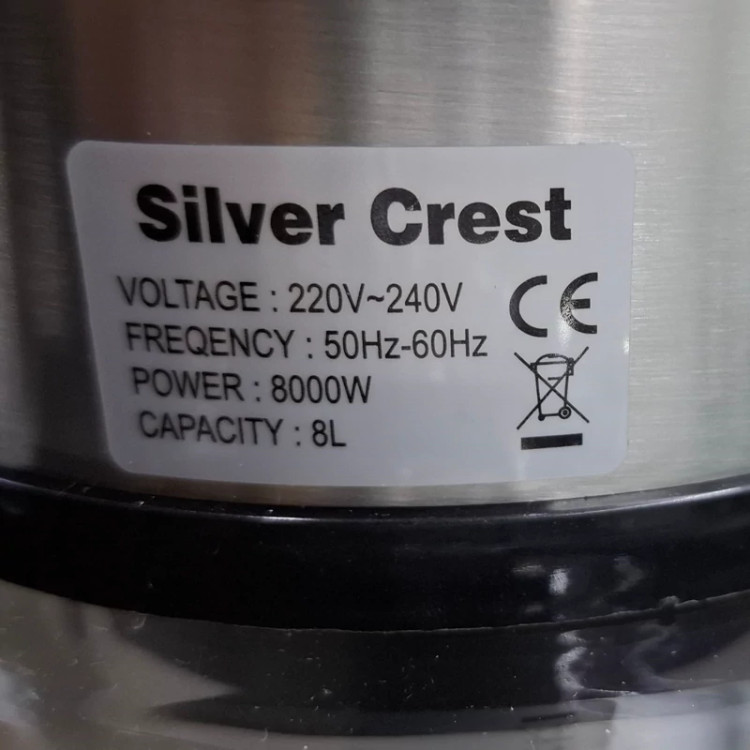 Silver Crest
VOLTAGE : 220V~240V
FREQENCY : 50Hz-60Hz
POWER : 8000W
CAPACITY : 8L
CE